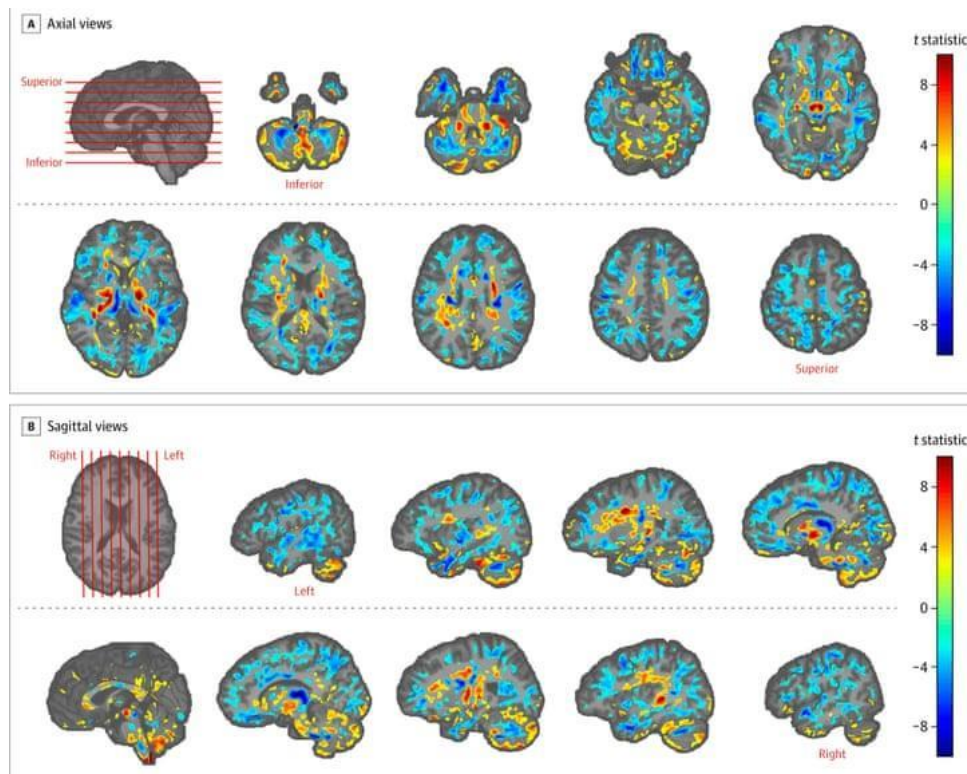 A Axial views
t statistic
Superior
Inferior
Inferior
8
4
0
−4
−8
Superior
B Sagittal views
t statistic
Right
Left
Left
8
4
0
−4
−8
Right